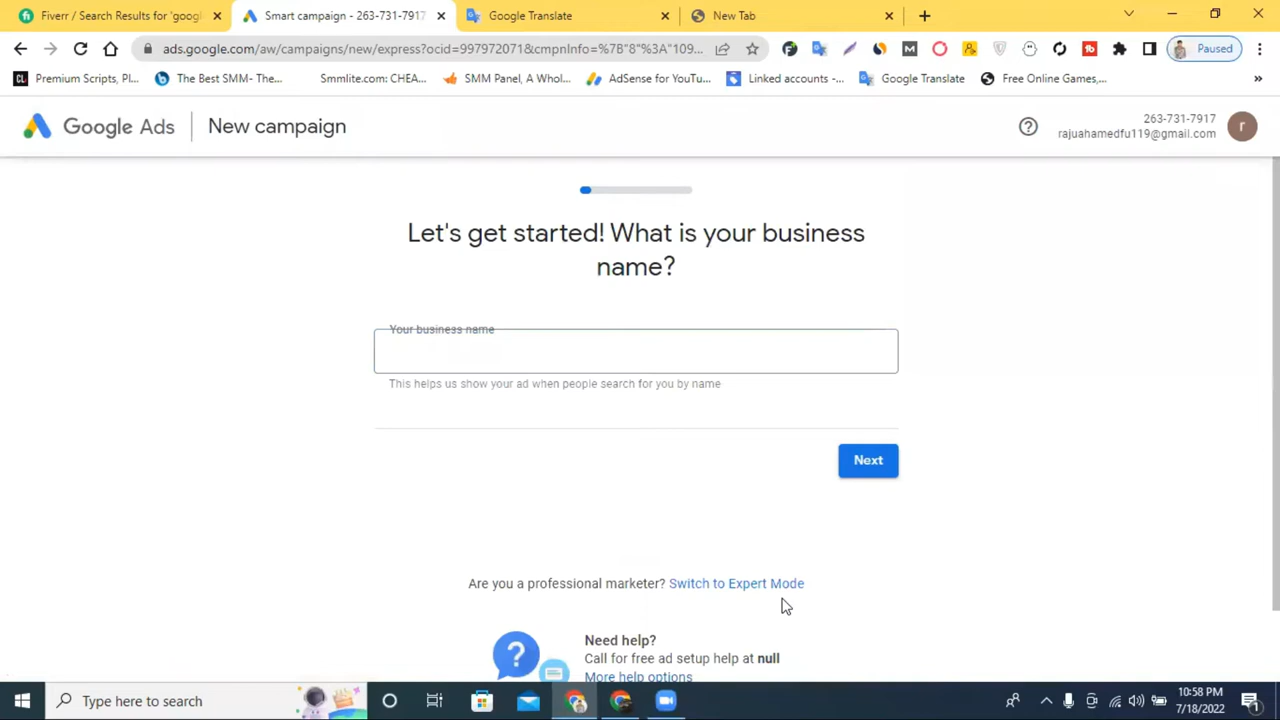 Fiverr / Search Results for 'googl
Smart campaign - 263-731-7917
Google Translate
New Tab
ads.google.com/aw/campaigns/new/express?ocid=997972071&cmpnInfo=%7B"8"%3A"109...
Paused
Premium Scripts, Pl...
The Best SMM- The...
Smmlite.com: CHEA...
SMM Panel, A Whol...
AdSense for YouTu...
Linked accounts -...
Google Translate
Free Online Games,...
»
Google Ads
New campaign
263-731-7917
rajuahamedfu119@gmail.com
r
Let's get started! What is your business
name?
Your business name
This helps us show your ad when people search for you by name
Next
Are you a professional marketer? Switch to Expert Mode
Need help?
Call for free ad setup help at null
More help options
Type here to search
10:58 PM
7/18/2022
1